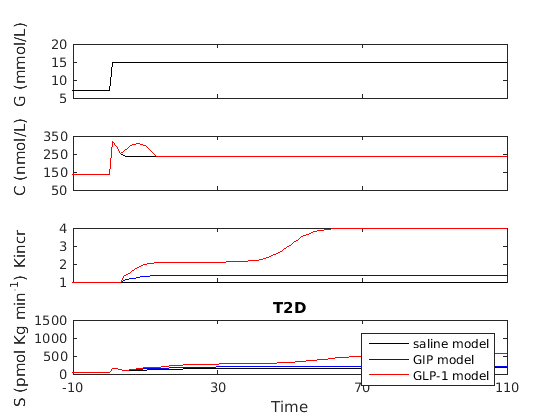 G (mmol/L)
20
15
10
5
C (nmol/L)
350
250
150
50
Kincr
4
3
2
1
T2D
S (pmol Kg min⁻¹)
1500
1000
500
0
saline model
GIP model
GLP-1 model
-10
30
70
110
Time